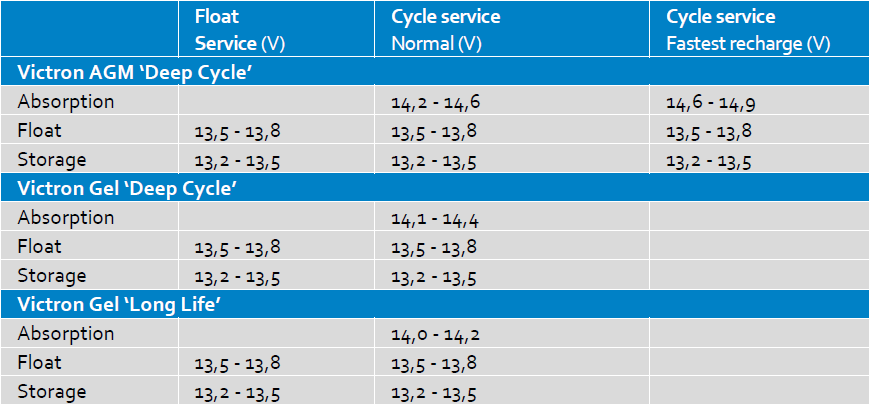 Float Service (V) Cycle service Normal (V) Cycle service Fastest recharge (V)
Victron AGM ‘Deep Cycle’
Absorption 14,2 - 14,6 14,6 - 14,9
Float 13,5 - 13,8 13,5 - 13,8 13,5 - 13,8
Storage 13,2 - 13,5 13,2 - 13,5 13,2 - 13,5
Victron Gel ‘Deep Cycle’
Absorption 14,1 - 14,4
Float 13,5 - 13,8 13,5 - 13,8
Storage 13,2 - 13,5 13,2 - 13,5
Victron Gel ‘Long Life’
Absorption 14,0 - 14,2
Float 13,5 - 13,8 13,5 - 13,8
Storage 13,2 - 13,5 13,2 - 13,5